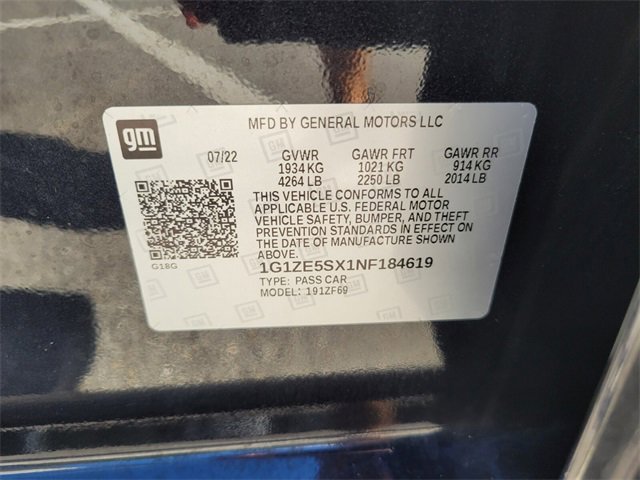 gm
MFD BY GENERAL MOTORS LLC
07/22 GVWR GAWR FRT GAWR RR
1934 KG 1021 KG 914 KG
4264 LB 2250 LB 2014 LB
THIS VEHICLE CONFORMS TO ALL
APPLICABLE U.S. FEDERAL MOTOR
VEHICLE SAFETY, BUMPER, AND THEFT
PREVENTION STANDARDS IN EFFECT ON
THE DATE OF MANUFACTURE SHOWN
ABOVE.
G18G
1G1ZE5SX1NF184619
TYPE: PASS CAR
MODEL: 191ZF69